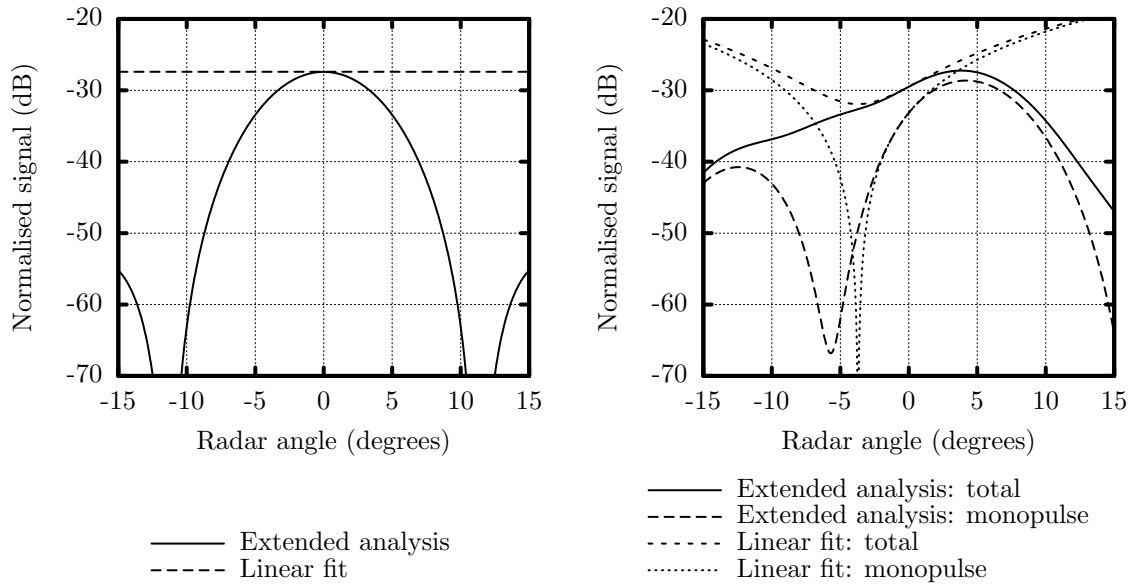 -20
-30
-40
-50
-60
-70
-15 -10 -5 0 5 10 15
Normalised signal (dB)
Radar angle (degrees)
Extended analysis
Linear fit
-20
-30
-40
-50
-60
-70
-15 -10 -5 0 5 10 15
Normalised signal (dB)
Radar angle (degrees)
Extended analysis: total
Extended analysis: monopulse
Linear fit: total
Linear fit: monopulse